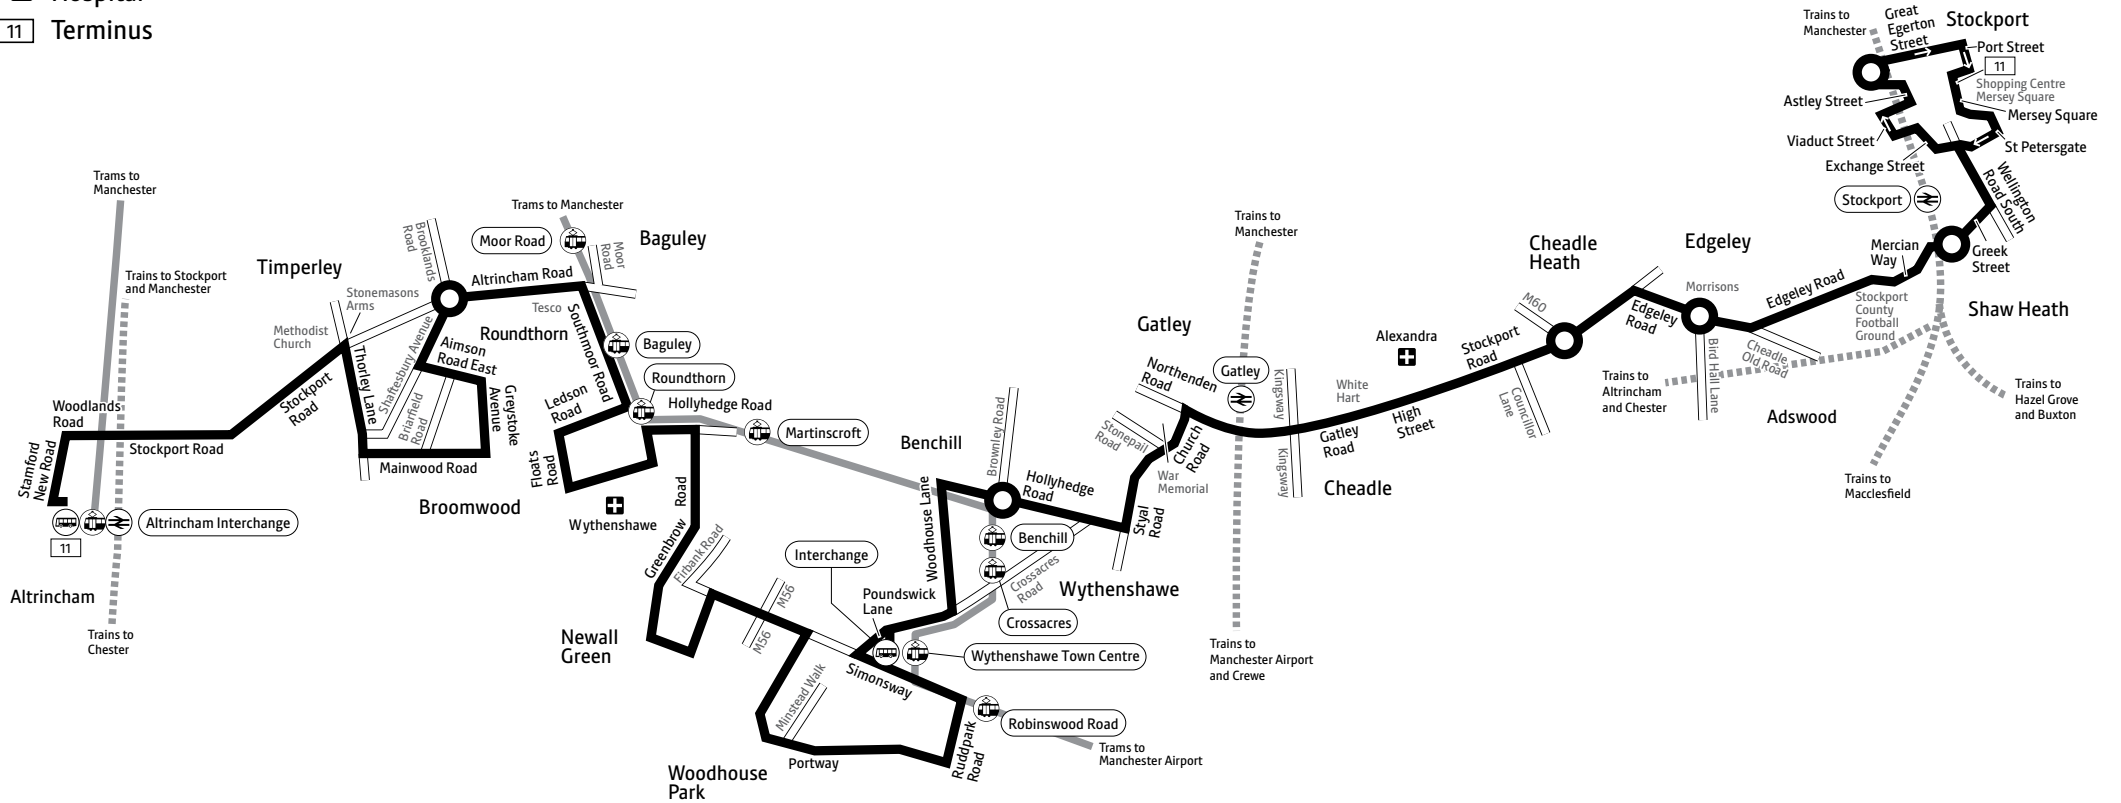 Hospital
11 Terminus
Trams to
Manchester
Trains to Stockport
and Manchester
Woodlands
Road
Stamford
New Road
Stockport Road
Altrincham Interchange
11
Altrincham
Trains to
Chester
Timperley
Stonemasons
Arms
Methodist
Church
Stockport
Road
Thorley Lane
Shaftesbury Avenue
Briarfield
Road
Mainwood Road
Aimson
Road East
Greystoke
Avenue
Broomwood
Brooklands
Road
Altrincham Road
Trams to Manchester
Moor Road
Moor
Road
Baguley
Tesco
Roundthorn
Southmoor Road
Baguley
Roundthorn
Hollyhedge Road
Martinscroft
Ledson
Road
Floats
Road
Wythenshawe
Greenbrow
Road
Firbank Road
Newall
Green
M56
M56
Minstead Walk
Woodhouse
Park
Portway
Ruddpark
Road
Simonsway
Interchange
Poundswick
Lane
Woodhouse Lane
Benchill
Brownley Road
Hollyhedge
Road
Benchill
Crossacres
Road
Crossacres
Wythenshawe
Wythenshawe Town Centre
Robinswood Road
Trams to
Manchester Airport
Styal
Road
Stonepail
Road
War
Memorial
Church
Road
Northenden
Road
Gatley
Gatley
Trains to
Manchester
Trains to
Manchester Airport
and Crewe
Kingsway
Kingsway
White
Hart
Gatley
Road
High
Street
Cheadle
Alexandra
Stockport
Road
Councillor
Lane
M60
Cheadle
Heath
Edgeley
Road
Edgeley
Morrisons
Bird Hall Lane
Cheadle
Old Road
Trains to
Altrincham
and Chester
Adswood
Edgeley Road
Stockport
County
Football
Ground
Mercian
Way
Greek
Street
Shaw Heath
Trains to
Hazel Grove
and Buxton
Trains to
Macclesfield
Stockport
Wellington
Road South
Exchange Street
Viaduct Street
Astley Street
St Petersgate
Mersey Square
Shopping Centre
Mersey Square
11
Port Street
Stockport
Great
Egerton
Street
Trains to
Manchester